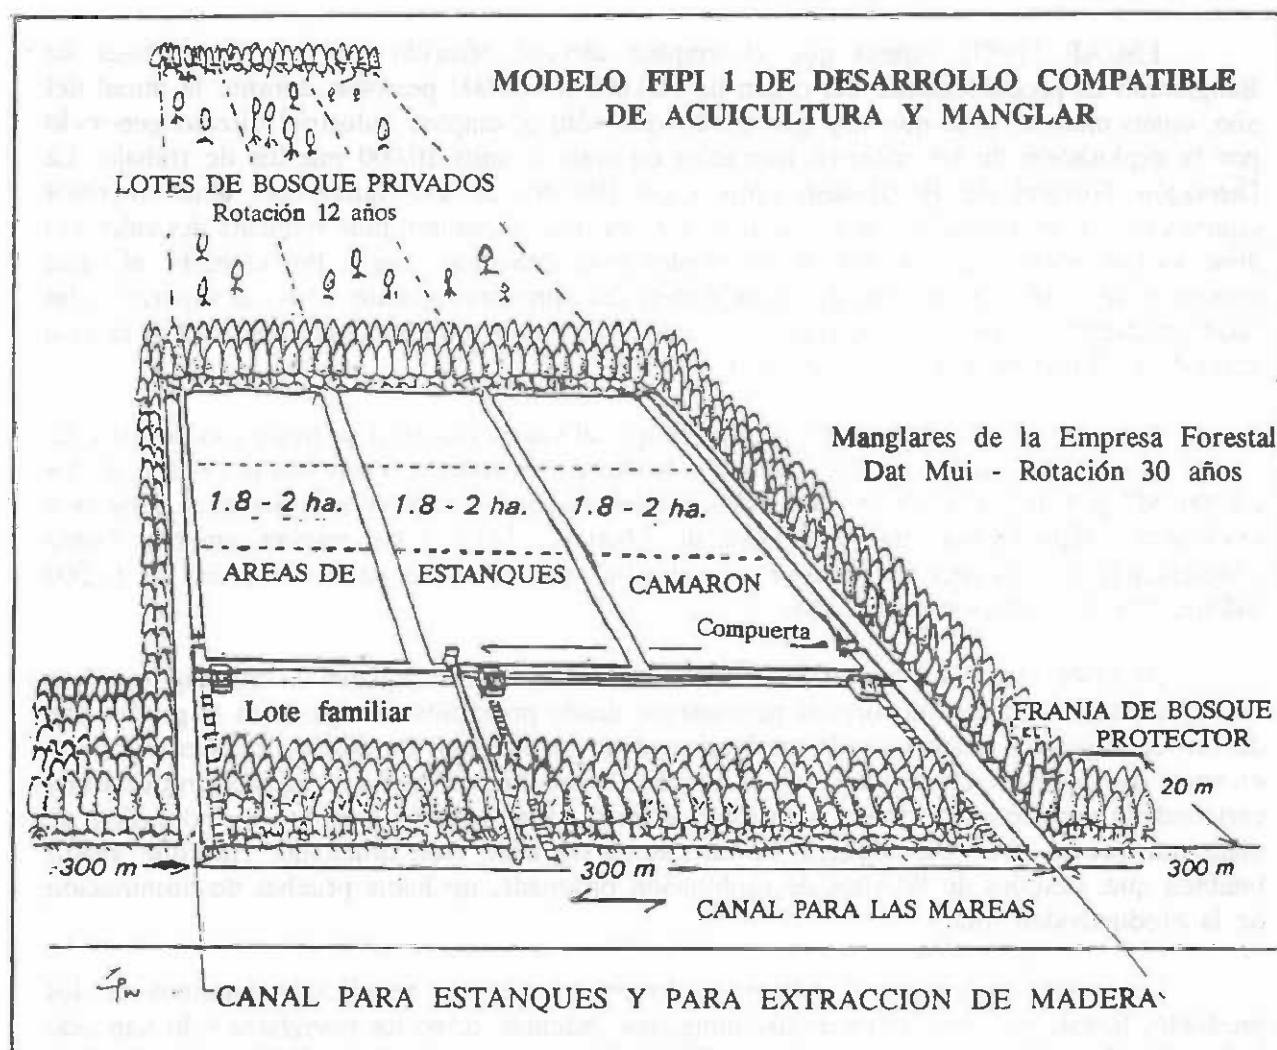 MODELO FIPI 1 DE DESARROLLO COMPATIBLE
DE ACUICULTURA Y MANGLAR
LOTES DE BOSQUE PRIVADOS
Rotación 12 años
Manglares de la Empresa Forestal
Dat Mui - Rotación 30 años
1.8 - 2 ha. 1.8 - 2 ha. 1.8 - 2 ha.
AREAS DE ESTANQUES CAMARON
Compuerta
Lote familiar
FRANJA DE BOSQUE
PROTECTOR
20 m
300 m 300 m 300 m
CANAL PARA LAS MAREAS
CANAL PARA ESTANQUES Y PARA EXTRACCION DE MADERA